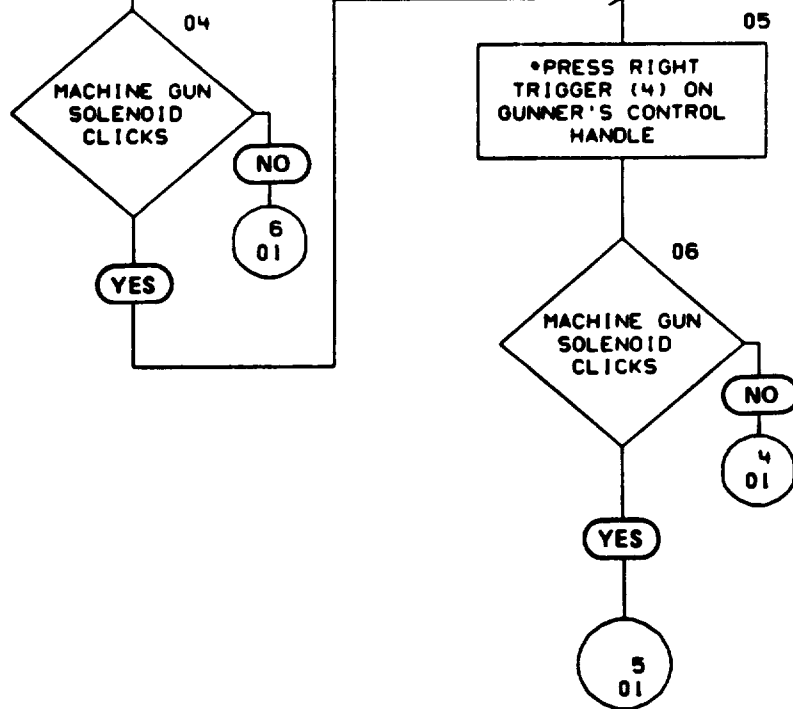 04
MACHINE GUN
SOLENOID
CLICKS
NO
6
01
YES
05
•PRESS RIGHT
TRIGGER (4) ON
GUNNER'S CONTROL
HANDLE
06
MACHINE GUN
SOLENOID
CLICKS
NO
4
01
YES
5
01